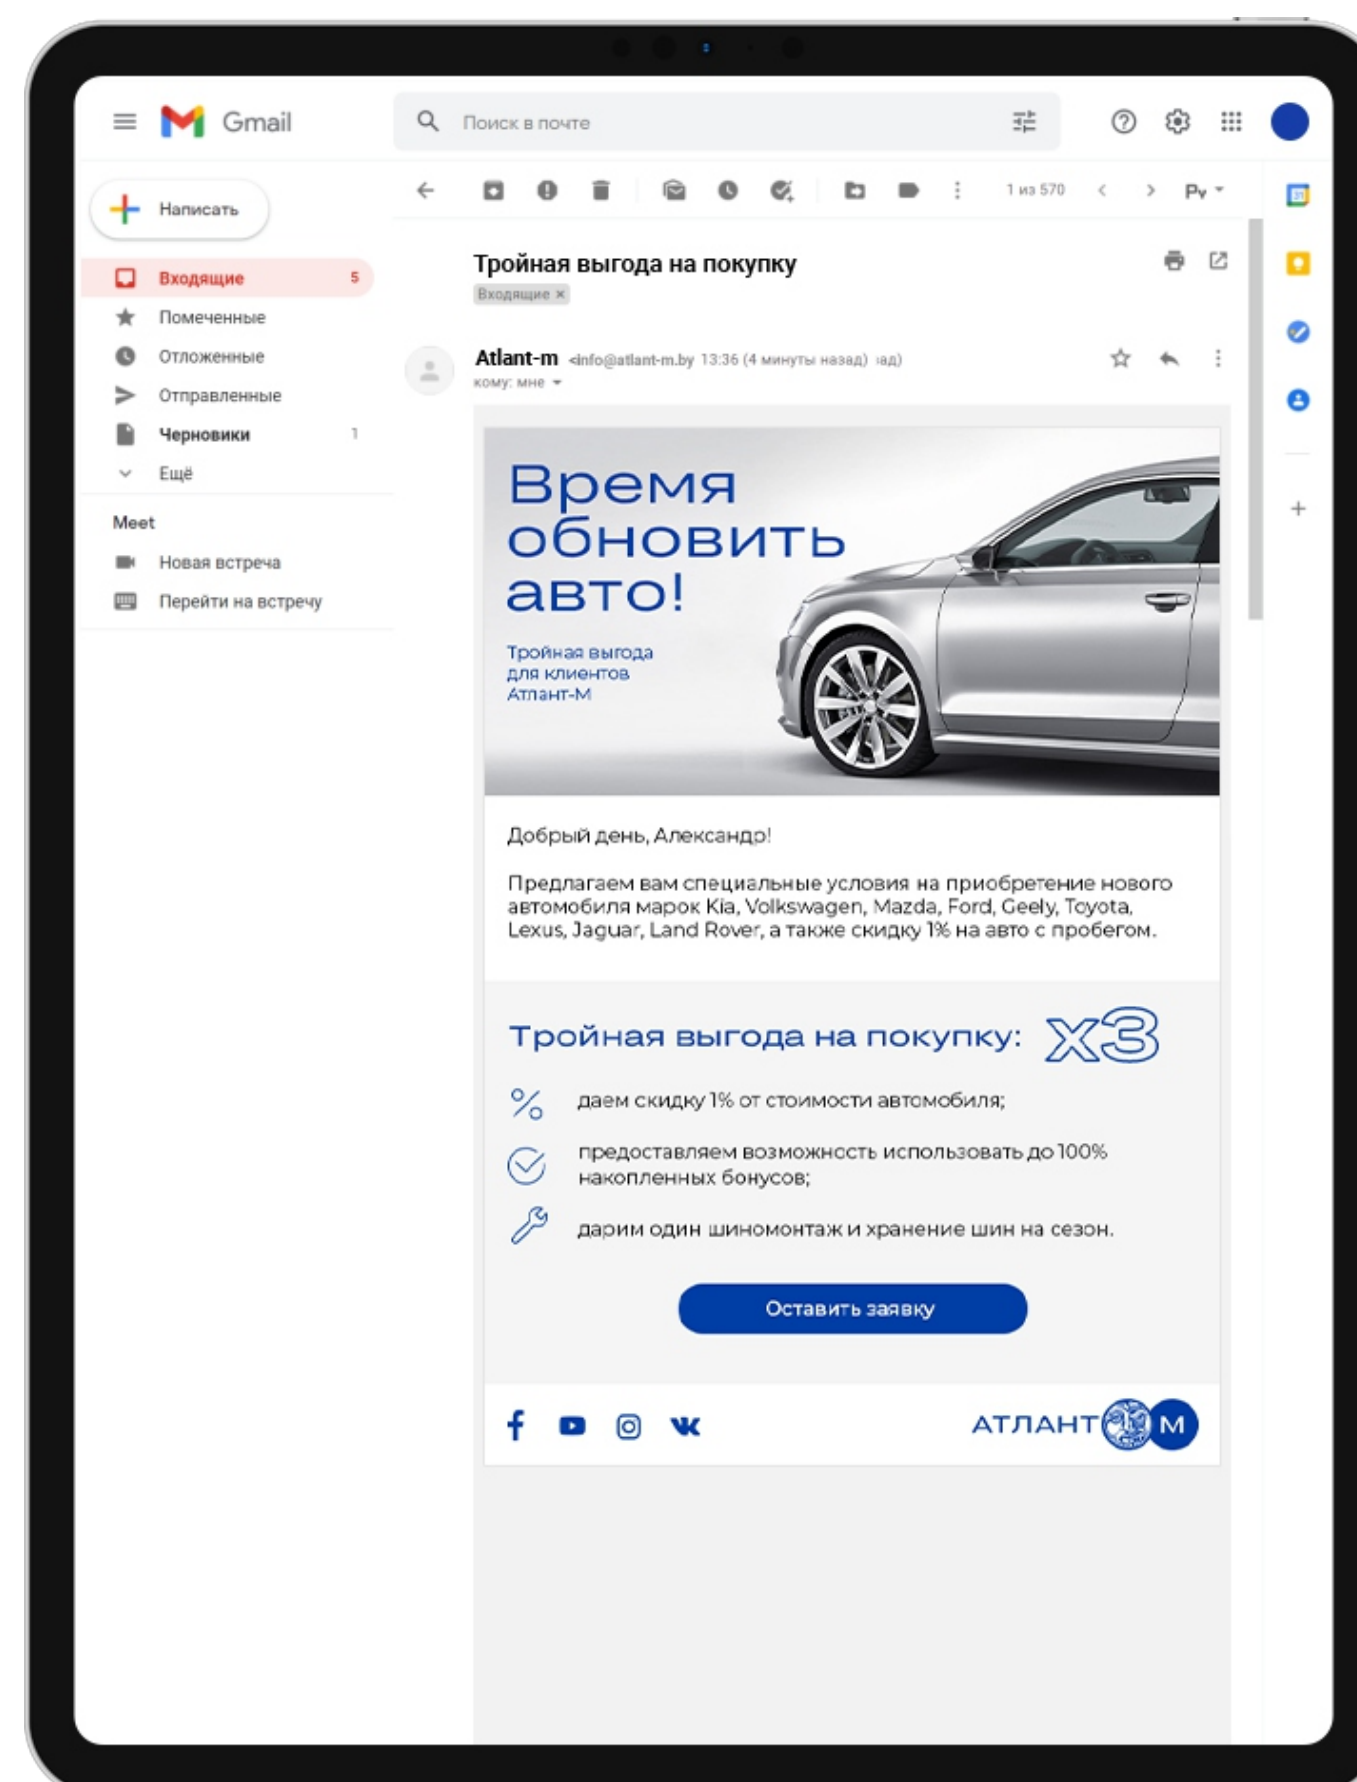 Gmail
Поиск в почте
Написать
1 из 570
Ру
Входящие 5
Помеченные
Отложенные
Отправленные
Черновики 1
Ещё
Meet
Новая встреча
Перейти на встречу
Тройная выгода на покупку
Входящие ×
Atlant-m <info@atlant-m.by 13:36 (4 минуты назад) зад)
кому: мне
Время
обновить
авто!
Тройная выгода
для клиентов
Атлант-М
Добрый день, Александр!
Предлагаем вам специальные условия на приобретение нового
автомобиля марок Kia, Volkswagen, Mazda, Ford, Geely, Toyota,
Lexus, Jaguar, Land Rover, а также скидку 1% на авто с пробегом.
Тройная выгода на покупку: x3
даем скидку 1% от стоимости автомобиля;
предоставляем возможность использовать до 100%
накопленных бонусов;
дарим один шиномонтаж и хранение шин на сезон.
Оставить заявку
АТЛАНТ М
31